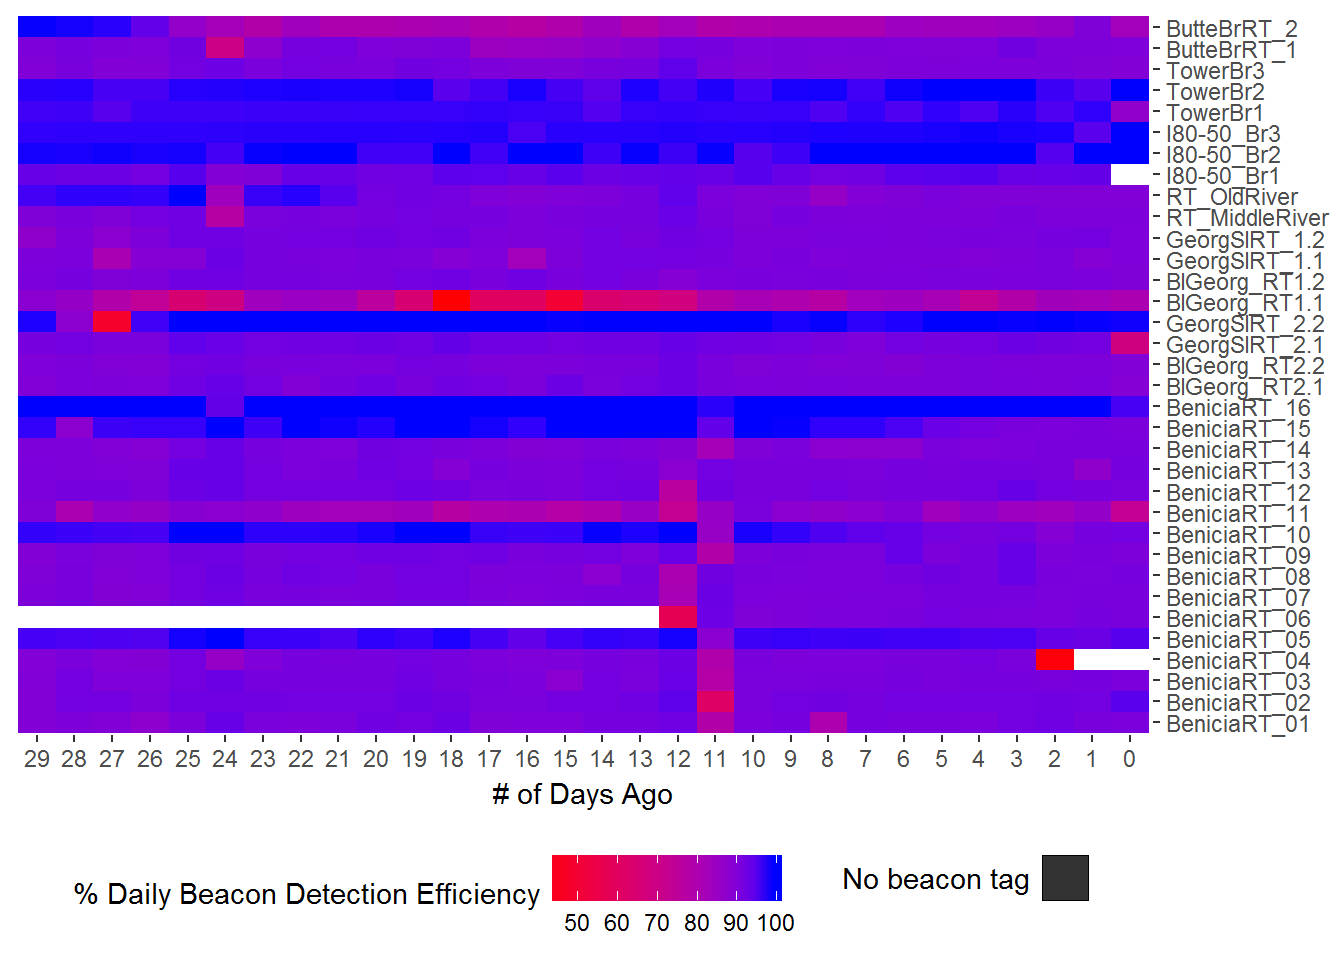 ButteBrRT_2
ButteBrRT_1
TowerBr3
TowerBr2
TowerBr1
I80-50_Br3
I80-50_Br2
I80-50_Br1
RT_OldRiver
RT_MiddleRiver
GeorgSlRT_1.2
GeorgSlRT_1.1
BlGeorg_RT1.2
BlGeorg_RT1.1
GeorgSlRT_2.2
GeorgSlRT_2.1
BlGeorg_RT2.2
BlGeorg_RT2.1
BeniciaRT_16
BeniciaRT_15
BeniciaRT_14
BeniciaRT_13
BeniciaRT_12
BeniciaRT_11
BeniciaRT_10
BeniciaRT_09
BeniciaRT_08
BeniciaRT_07
BeniciaRT_06
BeniciaRT_05
BeniciaRT_04
BeniciaRT_03
BeniciaRT_02
BeniciaRT_01
29 28 27 26 25 24 23 22 21 20 19 18 17 16 15 14 13 12 11 10 9 8 7 6 5 4 3 2 1 0
# of Days Ago
% Daily Beacon Detection Efficiency
50 60 70 80 90 100
No beacon tag